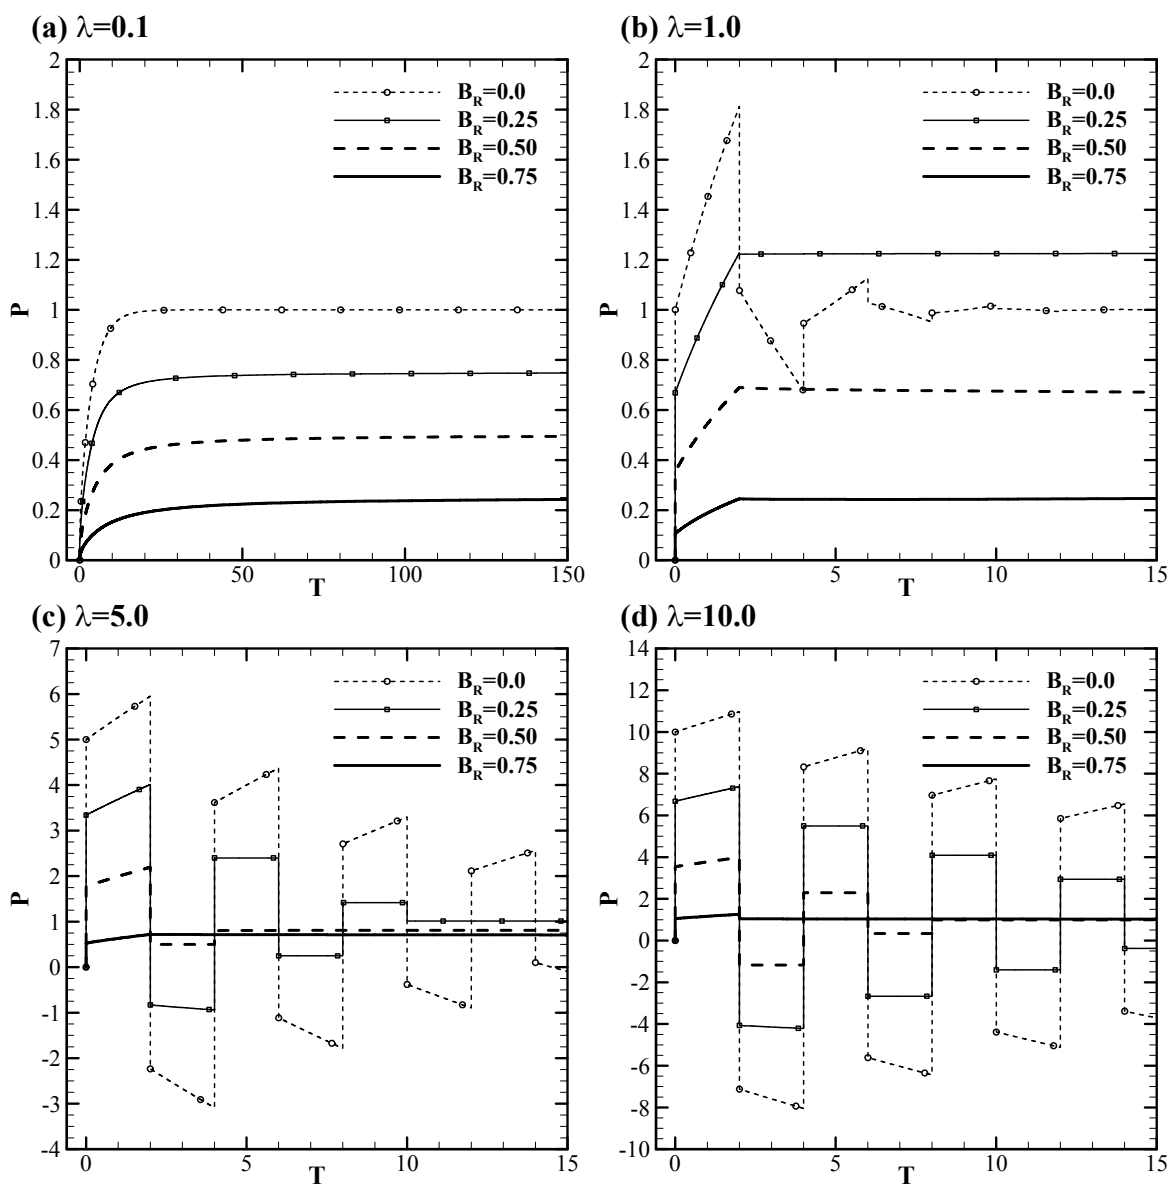 (a) λ=0.1
P
2
1.8
1.6
1.4
1.2
1
0.8
0.6
0.4
0.2
0
0
50
100
150
T
B_R=0.0
B_R=0.25
B_R=0.50
B_R=0.75
(b) λ=1.0
P
2
1.8
1.6
1.4
1.2
1
0.8
0.6
0.4
0.2
0
0
5
10
15
T
B_R=0.0
B_R=0.25
B_R=0.50
B_R=0.75
(c) λ=5.0
P
7
6
5
4
3
2
1
0
-1
-2
-3
-4
0
5
10
15
T
B_R=0.0
B_R=0.25
B_R=0.50
B_R=0.75
(d) λ=10.0
P
14
12
10
8
6
4
2
0
-2
-4
-6
-8
-10
0
5
10
15
T
B_R=0.0
B_R=0.25
B_R=0.50
B_R=0.75